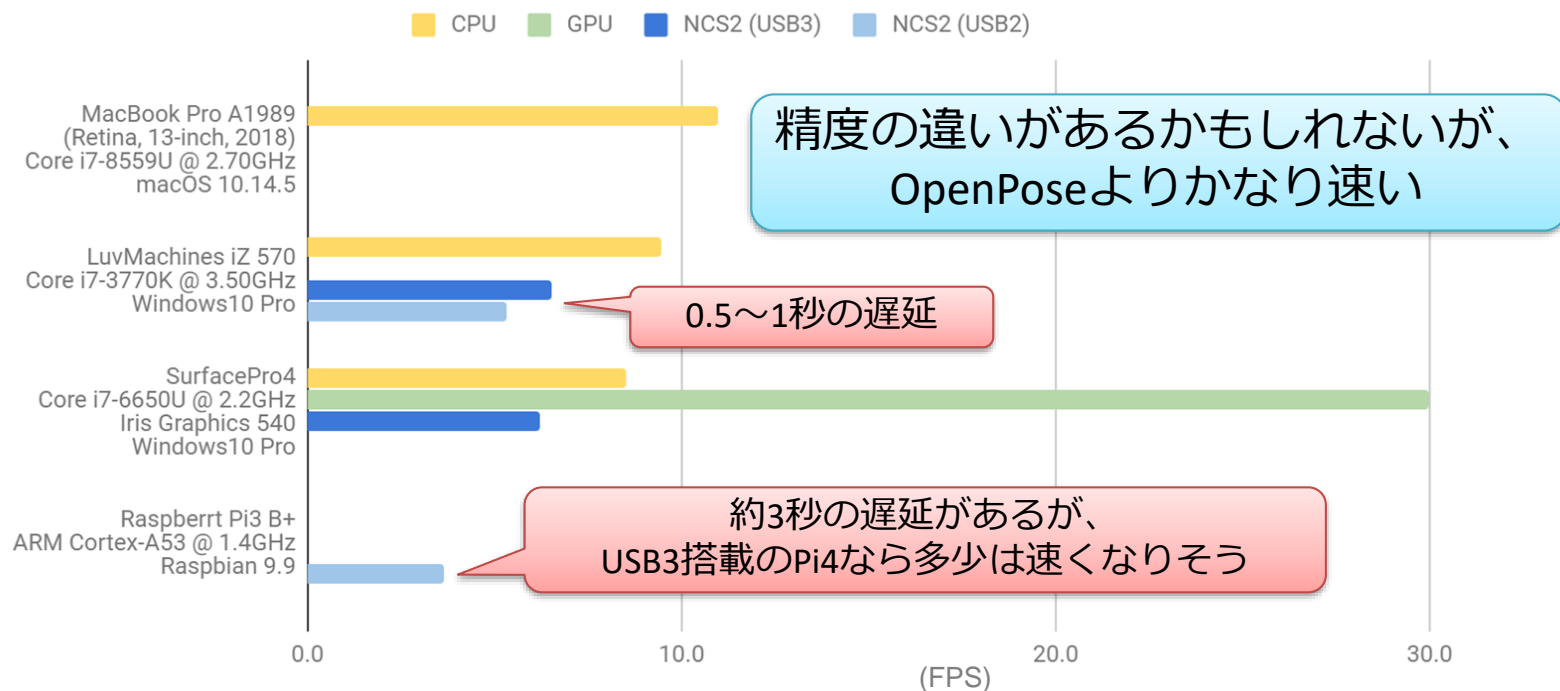 CPU GPU NCS2 (USB3) NCS2 (USB2)
MacBook Pro A1989
(Retina, 13-inch, 2018)
Core i7-8559U @ 2.70GHz
macOS 10.14.5
精度の違いがあるかもしれないが、
OpenPoseよりかなり速い
LuvMachines iZ 570
Core i7-3770K @ 3.50GHz
Windows10 Pro
0.5～1秒の遅延
SurfacePro4
Core i7-6650U @ 2.2GHz
Iris Graphics 540
Windows10 Pro
Raspberrt Pi3 B+
ARM Cortex-A53 @ 1.4GHz
Raspbian 9.9
約3秒の遅延があるが、
USB3搭載のPi4なら多少は速くなりそう
0.0 10.0 20.0 30.0
(FPS)